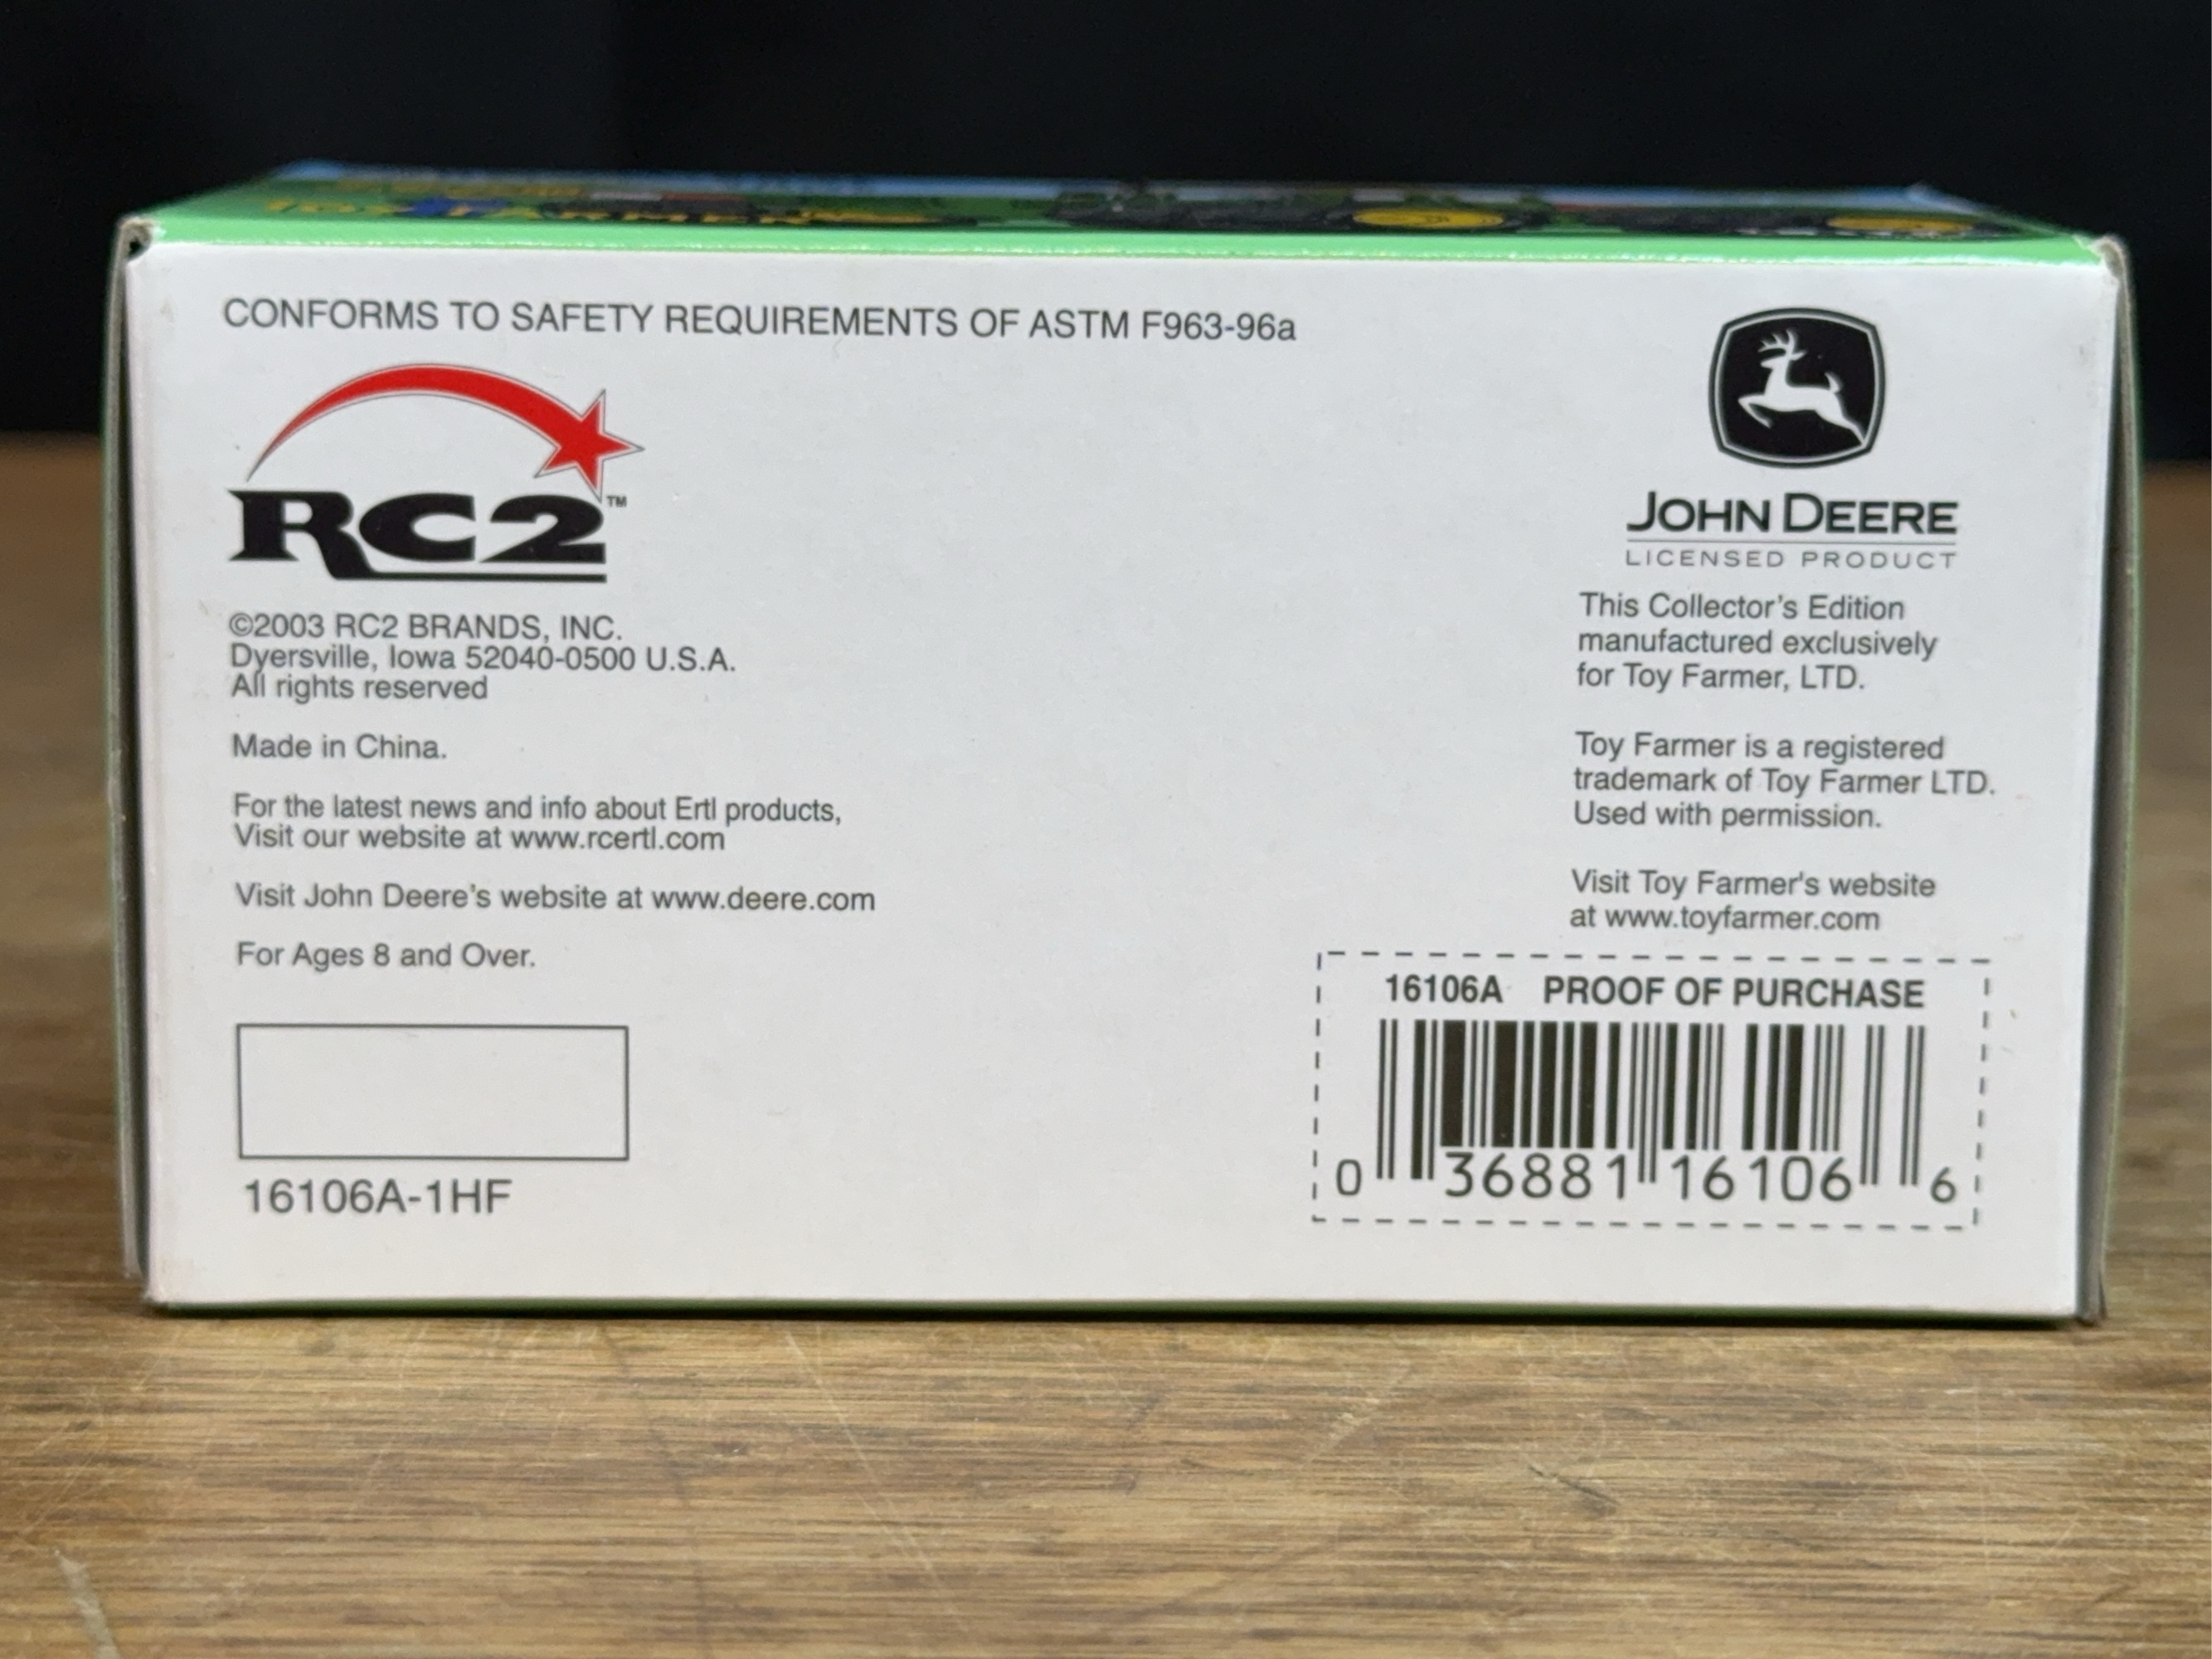 TOY FARMER
CONFORMS TO SAFETY REQUIREMENTS OF ASTM F963-96a
RC2™
©2003 RC2 BRANDS, INC.
Dyersville, Iowa 52040-0500 U.S.A.
All rights reserved
Made in China.
For the latest news and info about Ertl products,
Visit our website at www.rcertl.com
Visit John Deere's website at www.deere.com
For Ages 8 and Over.
16106A-1HF
JOHN DEERE
LICENSED PRODUCT
This Collector's Edition
manufactured exclusively
for Toy Farmer, LTD.
Toy Farmer is a registered
trademark of Toy Farmer LTD.
Used with permission.
Visit Toy Farmer's website
at www.toyfarmer.com
16106A PROOF OF PURCHASE
0 36881 16106 6